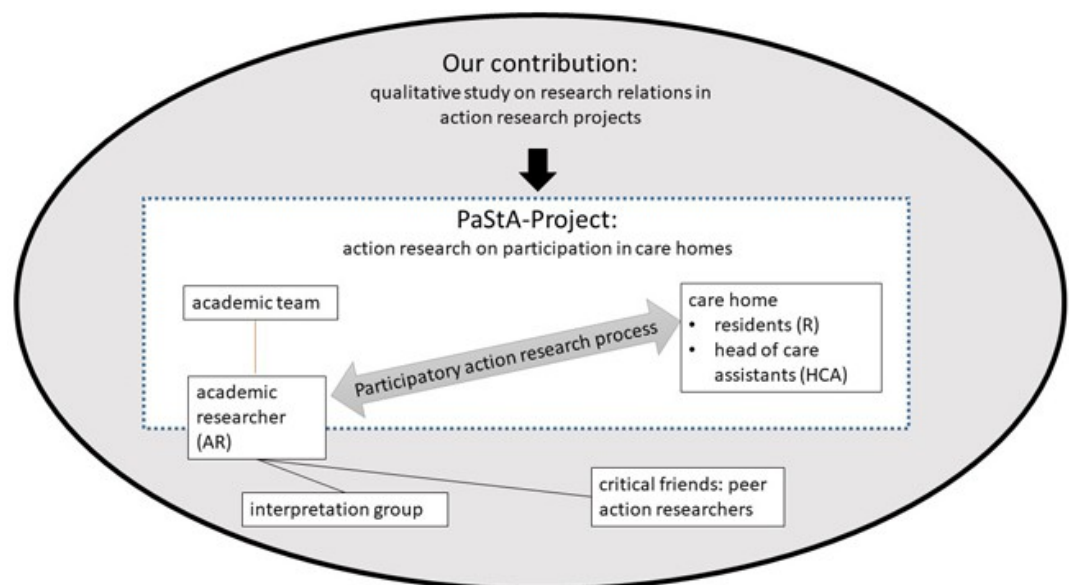 Our contribution:
qualitative study on research relations in
action research projects
PaStA-Project:
action research on participation in care homes
academic team
academic
researcher
(AR)
Participatory action research process
care home
• residents (R)
• head of care
assistants (HCA)
interpretation group
critical friends: peer
action researchers